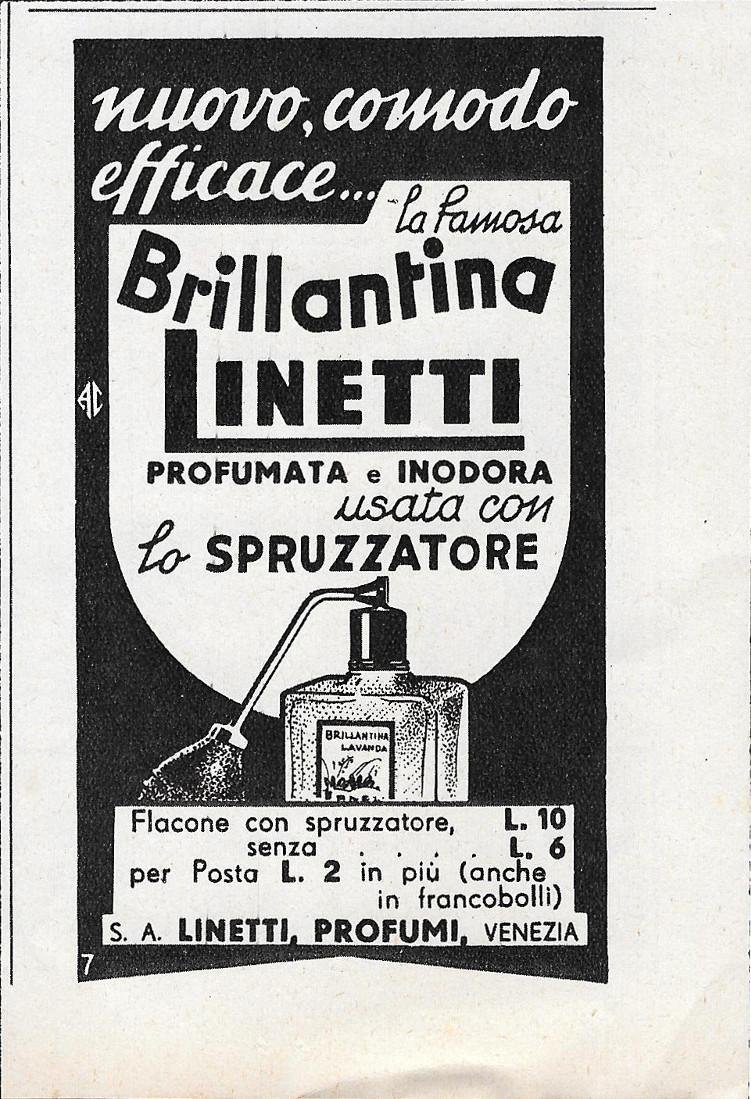 nuovo, comodo
efficace...
la famosa
Brillantina
LINETTI
PROFUMATA e INODORA
usata con
lo SPRUZZATORE
AC
BRILLANTINA
LAVANDA
Flacone con spruzzatore, L. 10
senza . . . . L. 6
per Posta L. 2 in più (anche
in francobolli)
S. A. LINETTI, PROFUMI, VENEZIA
7